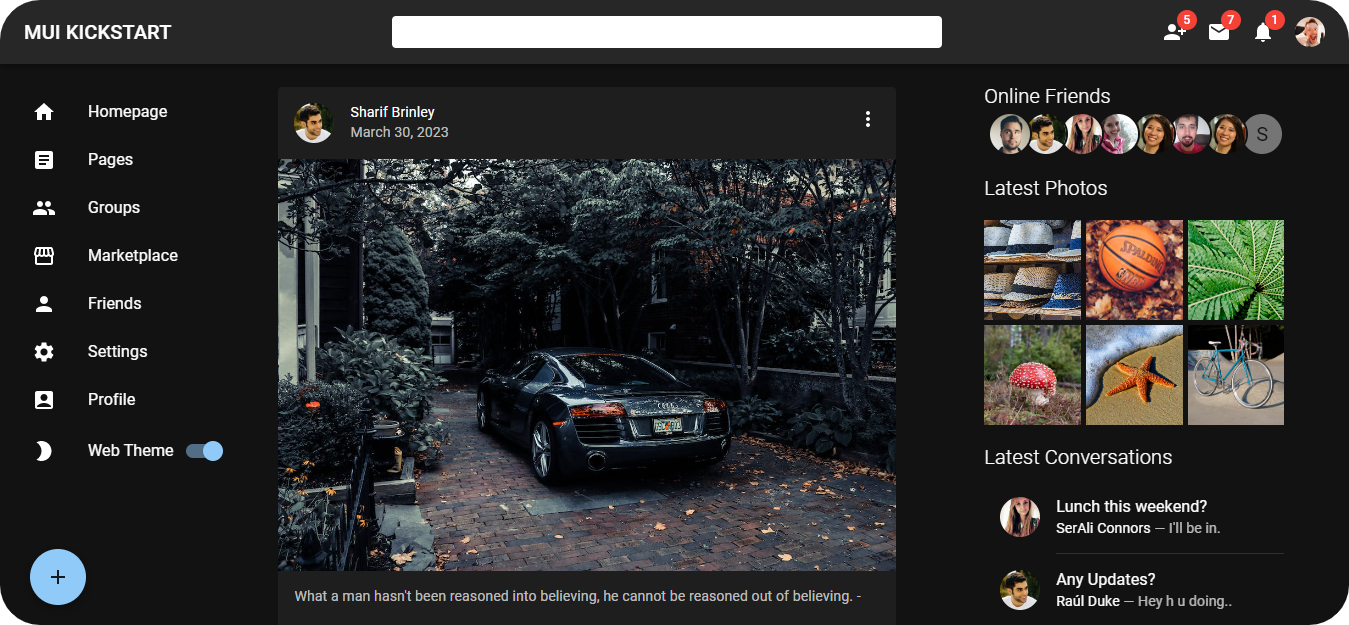 MUI KICKSTART
5
7
1
Homepage
Pages
Groups
Marketplace
Friends
Settings
Profile
Web Theme
Sharif Brinley
March 30, 2023
What a man hasn't been reasoned into believing, he cannot be reasoned out of believing. -
Online Friends
S
Latest Photos
SPALDING
Latest Conversations
Lunch this weekend?
SerAli Connors — I'll be in.
Any Updates?
Raúl Duke — Hey h u doing..